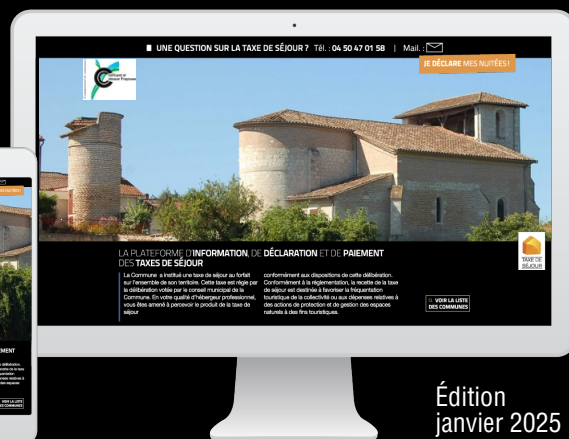 UNE QUESTION SUR LA TAXE DE SÉJOUR ? Tél. : 04 50 47 01 58 | Mail. :
JE DÉCLARE MES NUITÉES !
LA PLATEFORME D'INFORMATION, DE DÉCLARATION ET DE PAIEMENT
DES TAXES DE SÉJOUR
La Commune a institué une taxe de séjour au forfait
sur l'ensemble de son territoire. Cette taxe est régie par
la délibération votée par le conseil municipal de la
Commune. En votre qualité d'hébergeur professionnel,
vous êtes amené à percevoir le produit de la taxe de
séjour
conformément aux dispositions de cette délibération.
Conformément à la réglementation, la recette de la taxe
de séjour est destinée à favoriser la fréquentation
touristique de la collectivité ou aux dépenses relatives à
des actions de protection et de gestion des espaces
naturels à des fins touristiques.
TAXE DE
SÉJOUR
VOIR LA LISTE
DES COMMUNES
VOIR LA LISTE
DES COMMUNES
Édition
janvier 2025